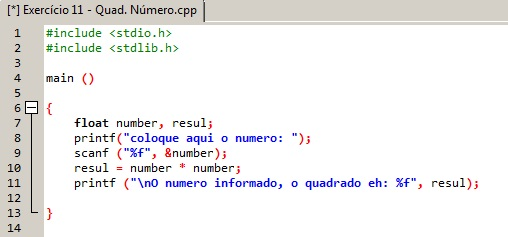 [*] Exercício 11 - Quad. Número.cpp
1 #include <stdio.h>
2 #include <stdlib.h>
3
4 main ()
5
6 {
7 float number, resul;
8 printf("coloque aqui o numero: ");
9 scanf ("%f", &number);
10 resul = number * number;
11 printf ("\nO numero informado, o quadrado eh: %f", resul);
12
13 }
14